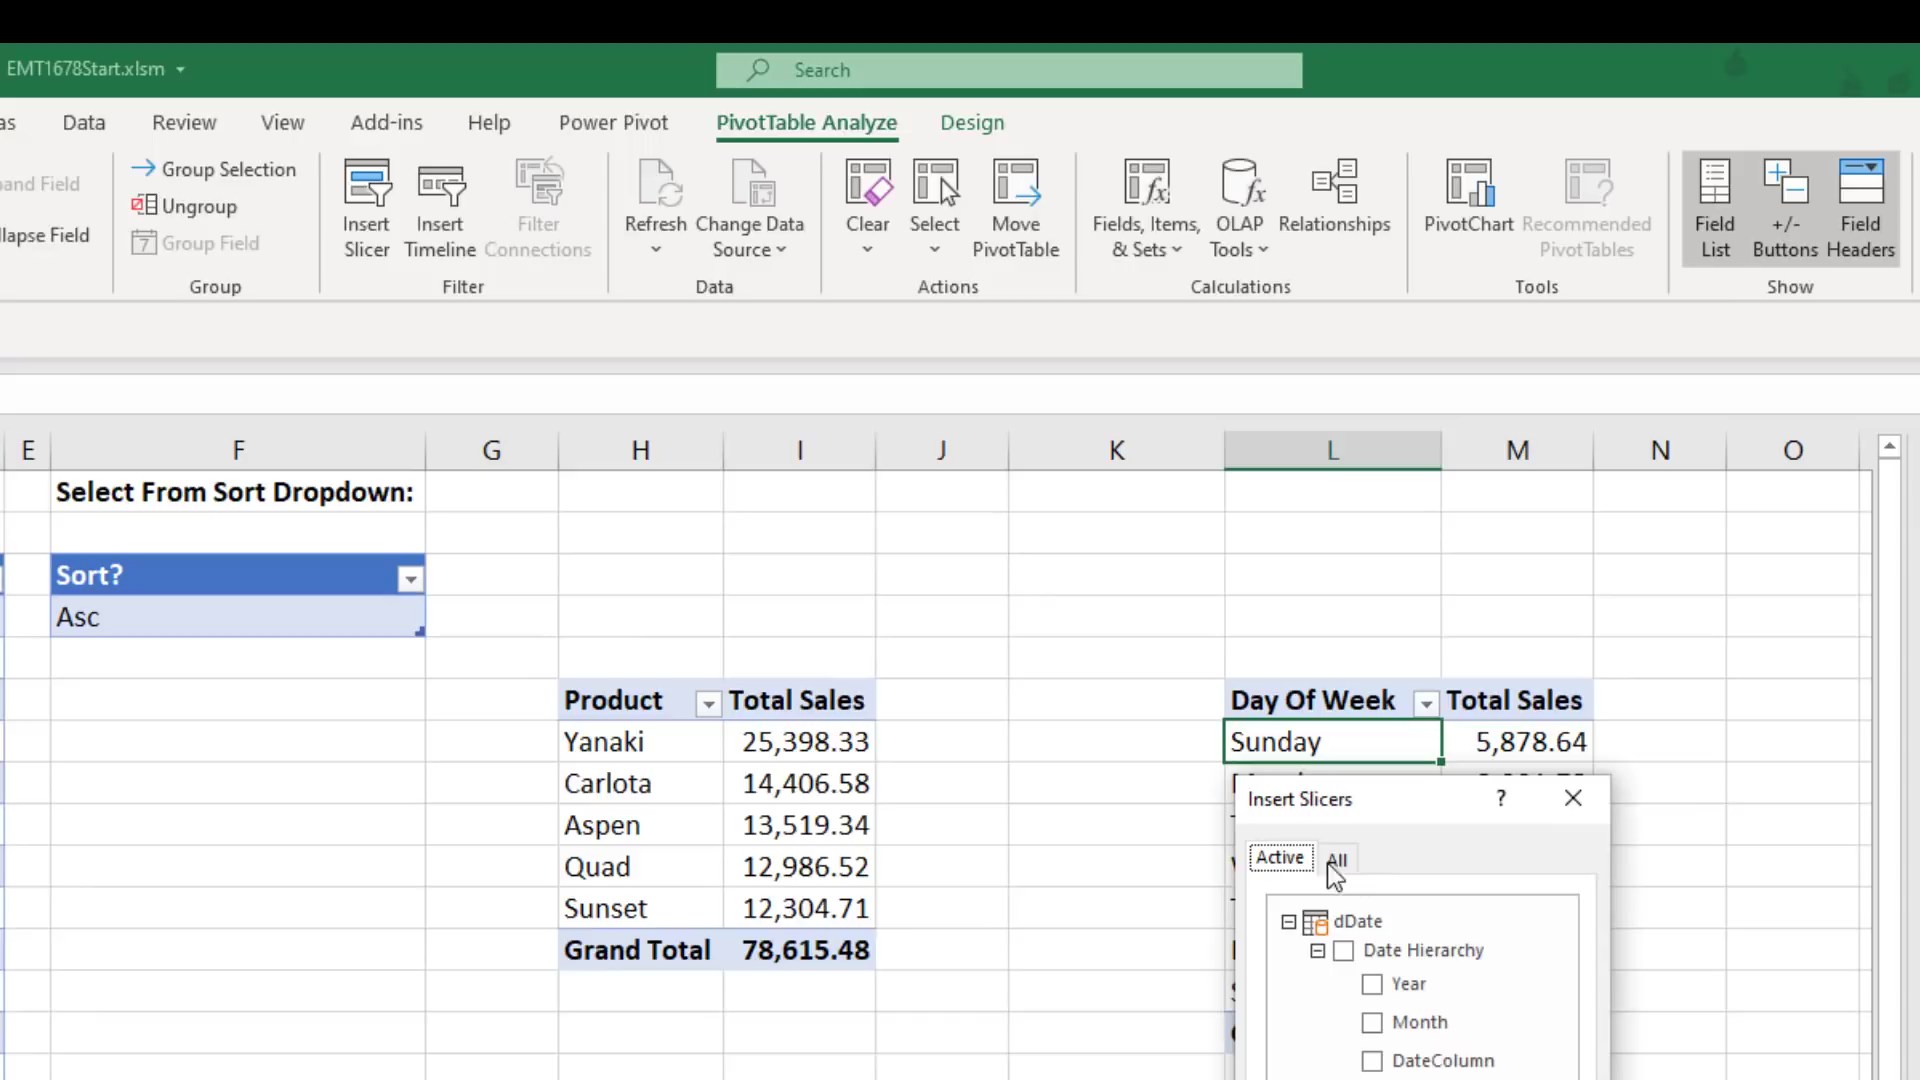 EMT1678Start.xlsm
Search
as Data Review View Add-ins Help Power Pivot PivotTable Analyze Design
and Field
lapse Field
Group Selection
Ungroup
7 Group Field
Group
Insert Slicer
Insert Timeline
Filter Connections
Filter
Refresh
Change Data Source
Data
Clear
Select
Move PivotTable
Actions
Fields, Items, & Sets
OLAP Tools
Relationships
Calculations
PivotChart
Recommended PivotTables
Tools
Field List
+/- Buttons
Field Headers
Show
E F G H I J K L M N O
Select From Sort Dropdown:
Sort?
Asc
Product Total Sales
Yanaki 25,398.33
Carlota 14,406.58
Aspen 13,519.34
Quad 12,986.52
Sunset 12,304.71
Grand Total 78,615.48
Day Of Week Total Sales
Sunday 5,878.64
Insert Slicers ?
Active All
dDate
Date Hierarchy
Year
Month
DateColumn